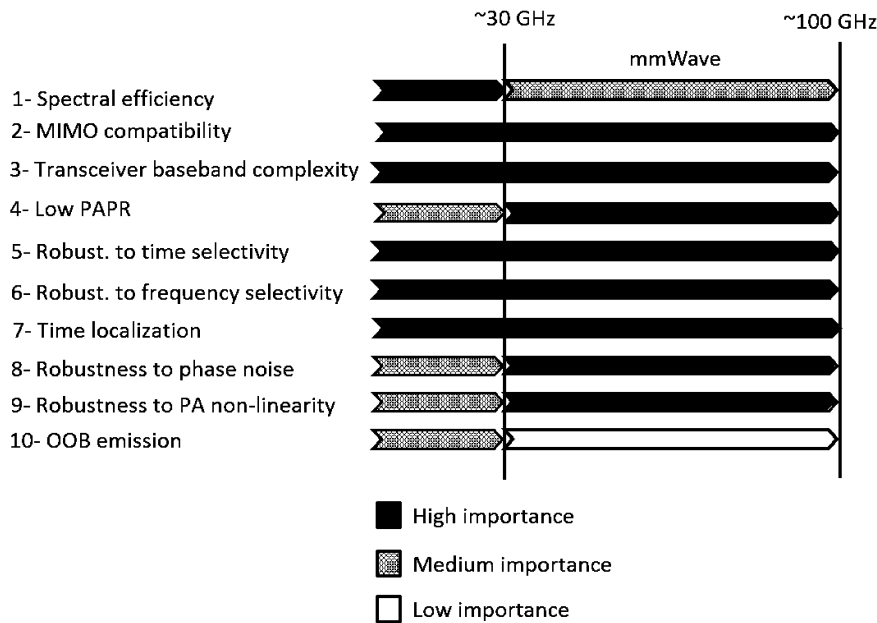 ~30 GHz
~100 GHz
mmWave
1- Spectral efficiency
2- MIMO compatibility
3- Transceiver baseband complexity
4- Low PAPR
5- Robust. to time selectivity
6- Robust. to frequency selectivity
7- Time localization
8- Robustness to phase noise
9- Robustness to PA non-linearity
10- OOB emission
High importance
Medium importance
Low importance